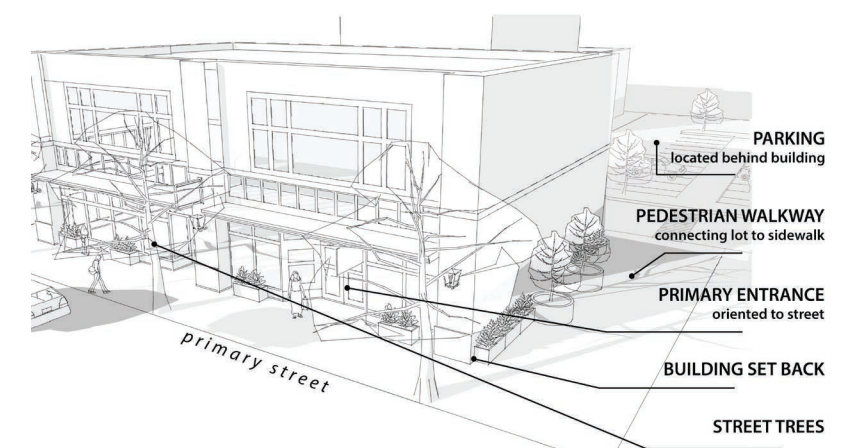 PARKING
located behind building
PEDESTRIAN WALKWAY
connecting lot to sidewalk
PRIMARY ENTRANCE
oriented to street
primary street
BUILDING SET BACK
STREET TREES